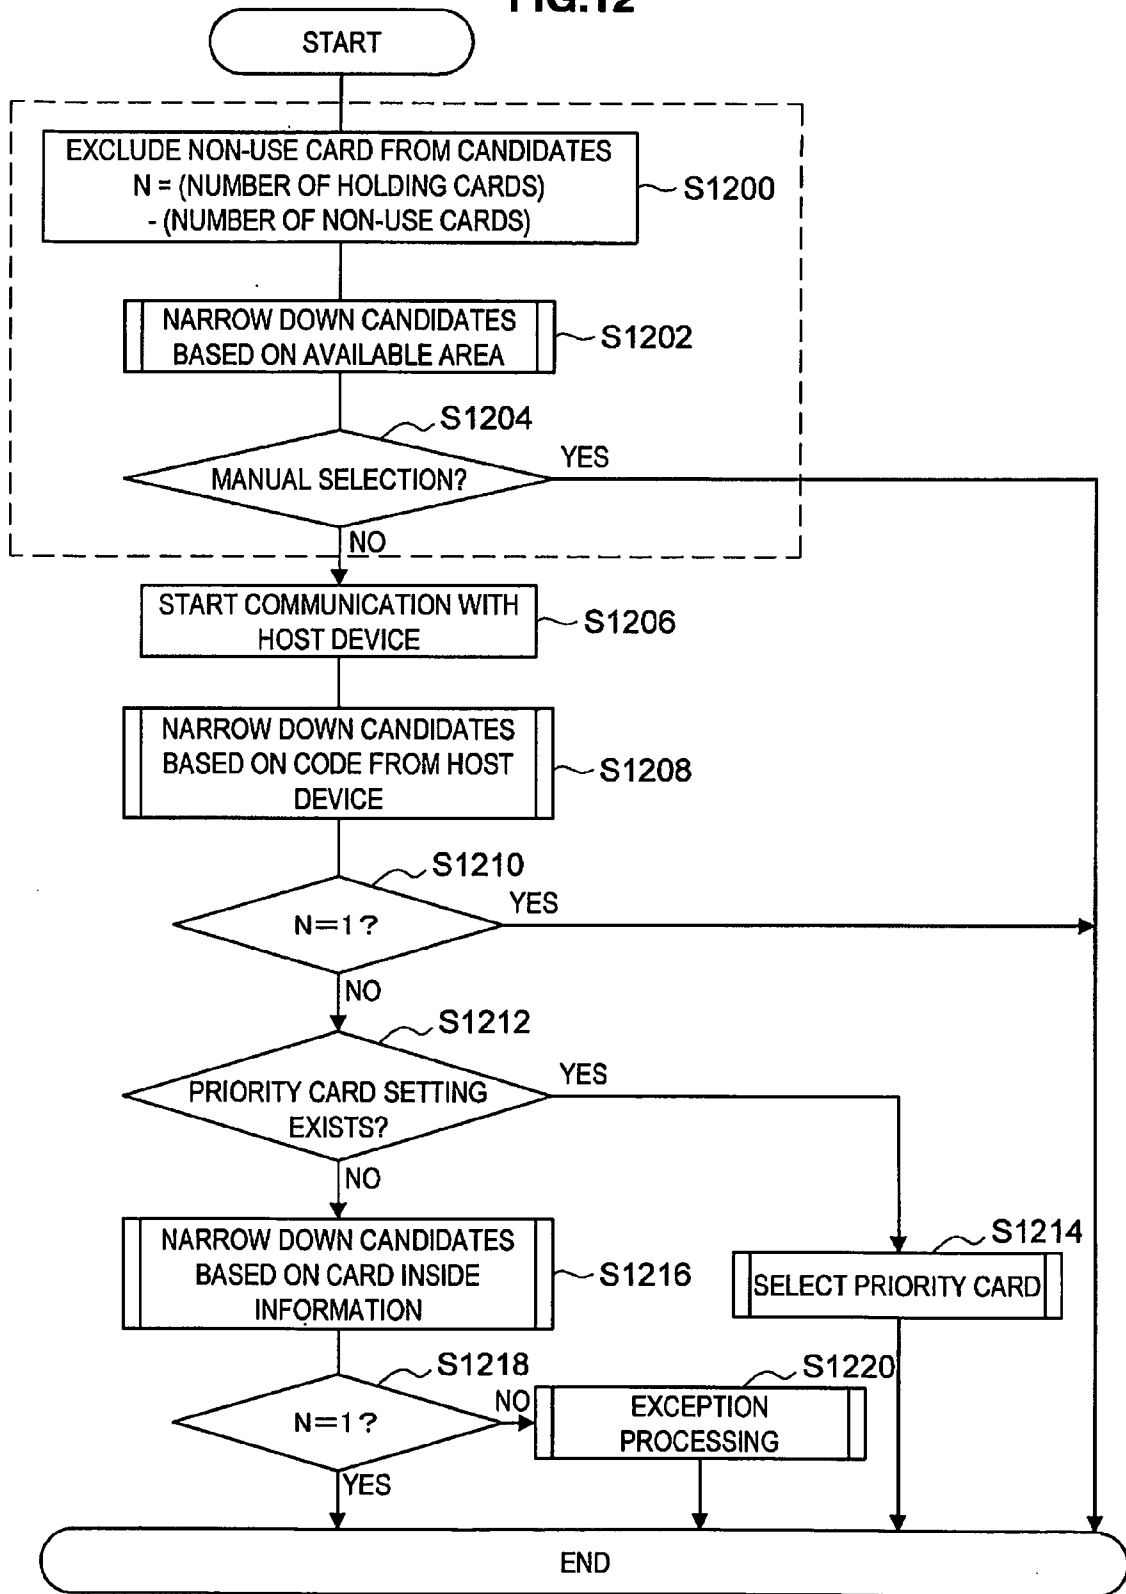 FIG.12
START
EXCLUDE NON-USE CARD FROM CANDIDATES
N = (NUMBER OF HOLDING CARDS)
- (NUMBER OF NON-USE CARDS)
S1200
NARROW DOWN CANDIDATES
BASED ON AVAILABLE AREA
S1202
S1204
MANUAL SELECTION?
YES
NO
START COMMUNICATION WITH
HOST DEVICE
S1206
NARROW DOWN CANDIDATES
BASED ON CODE FROM HOST
DEVICE
S1208
S1210
N=1?
YES
NO
S1212
PRIORITY CARD SETTING
EXISTS?
YES
NO
NARROW DOWN CANDIDATES
BASED ON CARD INSIDE
INFORMATION
S1216
S1214
SELECT PRIORITY CARD
S1218
N=1?
NO
YES
S1220
EXCEPTION
PROCESSING
END